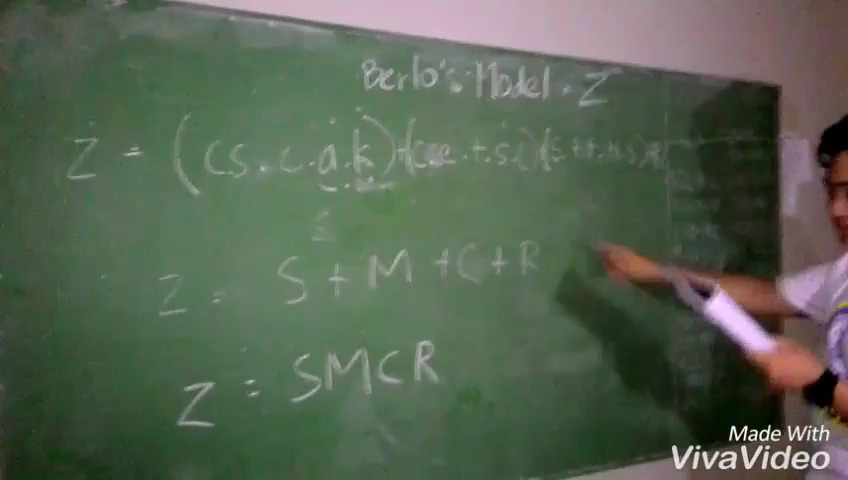 Berlo's Model = Z
Z = (cs.c.a.k)+(
S
Z = S+M+C+R
Z = SMCR
Made With
VivaVideo